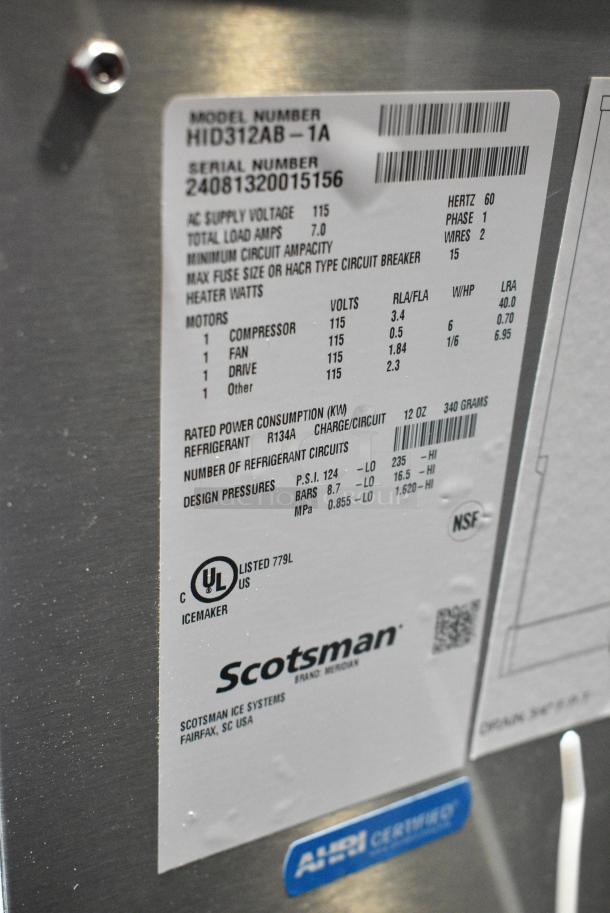 MODEL NUMBER
HID312AB-1A
SERIAL NUMBER
24081320015156
AC SUPPLY VOLTAGE 115 HERTZ 60
TOTAL LOAD AMPS 7.0 PHASE 1
MINIMUM CIRCUIT AMPACITY WIRES 2
MAX FUSE SIZE OR HACR TYPE CIRCUIT BREAKER 15
HEATER WATTS
MOTORS VOLTS RLA/FLA W/HP LRA
1 COMPRESSOR 115 3.4 40.0
1 FAN 115 0.5 6 0.70
1 DRIVE 115 1.84 1/6 6.95
1 Other 115 2.3
RATED POWER CONSUMPTION (KW)
REFRIGERANT R134A CHARGE/CIRCUIT 12 OZ 340 GRAMS
NUMBER OF REFRIGERANT CIRCUITS
DESIGN PRESSURES P.S.I. 124 -LO 235 -HI
BARS 8.7 -LO 16.5 -HI
MPa 0.855-LO 1.620-HI
NSF
C UL US LISTED 779L
ICEMAKER
Scotsman
BRAND: MERIDIAN
SCOTSMAN ICE SYSTEMS
FAIRFAX, SC USA
AHRI CERTIFIED
DRAIN, 3/4"